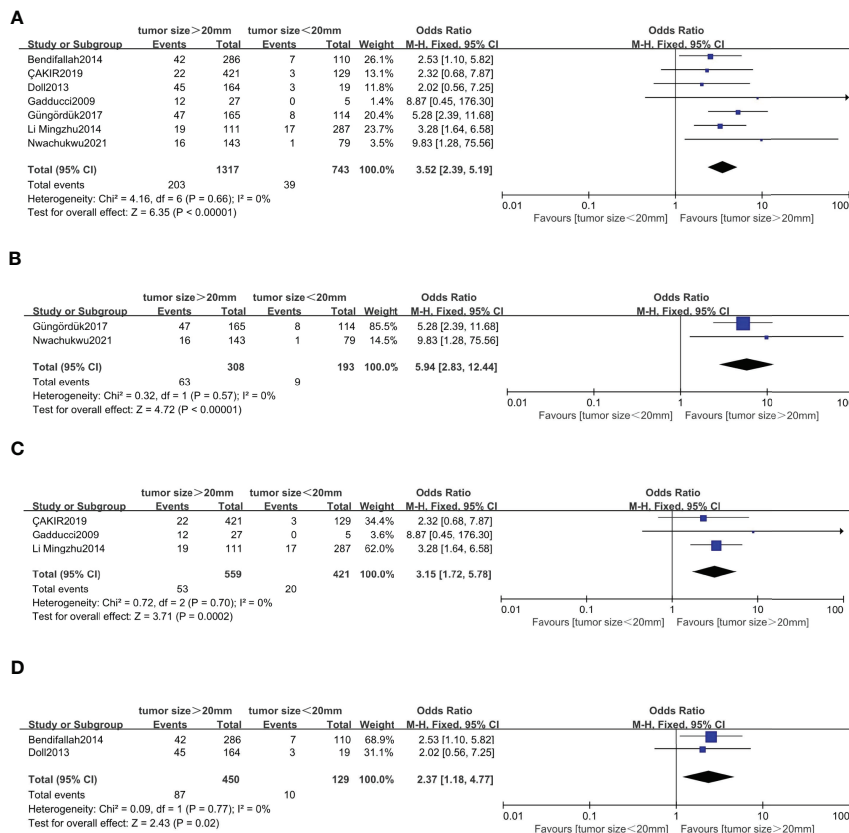 A
tumor size＞20mm tumor size＜20mm Odds Ratio Odds Ratio
Study or Subgroup Events Total Events Total Weight M-H. Fixed. 95% CI M-H. Fixed. 95% CI
Bendifallah2014 42 286 7 110 26.1% 2.53 [1.10, 5.82]
ÇAKIR2019 22 421 3 129 13.1% 2.32 [0.68, 7.87]
Doll2013 45 164 3 19 11.8% 2.02 [0.56, 7.25]
Gadducci2009 12 27 0 5 1.4% 8.87 [0.45, 176.30]
Güngördük2017 47 165 8 114 20.4% 5.28 [2.39, 11.68]
Li Mingzhu2014 19 111 17 287 23.7% 3.28 [1.64, 6.58]
Nwachukwu2021 16 143 1 79 3.5% 9.83 [1.28, 75.56]
Total (95% CI) 1317 743 100.0% 3.52 [2.39, 5.19]
Total events 203 39
Heterogeneity: Chi² = 4.16, df = 6 (P = 0.66); I² = 0%
Test for overall effect: Z = 6.35 (P < 0.00001)
0.01 0.1 1 10 100
Favours [tumor size＜20mm] Favours [tumor size＞20mm]
B
tumor size＞20mm tumor size＜20mm Odds Ratio Odds Ratio
Study or Subgroup Events Total Events Total Weight M-H. Fixed. 95% CI M-H. Fixed. 95% CI
Güngördük2017 47 165 8 114 85.5% 5.28 [2.39, 11.68]
Nwachukwu2021 16 143 1 79 14.5% 9.83 [1.28, 75.56]
Total (95% CI) 308 193 100.0% 5.94 [2.83, 12.44]
Total events 63 9
Heterogeneity: Chi² = 0.32, df = 1 (P = 0.57); I² = 0%
Test for overall effect: Z = 4.72 (P < 0.00001)
0.01 0.1 1 10 100
Favours [tumor size＜20mm] Favours [tumor size＞20mm]
C
tumor size＞20mm tumor size＜20mm Odds Ratio Odds Ratio
Study or Subgroup Events Total Events Total Weight M-H. Fixed. 95% CI M-H. Fixed. 95% CI
ÇAKIR2019 22 421 3 129 34.4% 2.32 [0.68, 7.87]
Gadducci2009 12 27 0 5 3.6% 8.87 [0.45, 176.30]
Li Mingzhu2014 19 111 17 287 62.0% 3.28 [1.64, 6.58]
Total (95% CI) 559 421 100.0% 3.15 [1.72, 5.78]
Total events 53 20
Heterogeneity: Chi² = 0.72, df = 2 (P = 0.70); I² = 0%
Test for overall effect: Z = 3.71 (P = 0.0002)
0.01 0.1 1 10 100
Favours [tumor size＜20mm] Favours [tumor size＞20mm]
D
tumor size＞20mm tumor size＜20mm Odds Ratio Odds Ratio
Study or Subgroup Events Total Events Total Weight M-H. Fixed. 95% CI M-H. Fixed. 95% CI
Bendifallah2014 42 286 7 110 68.9% 2.53 [1.10, 5.82]
Doll2013 45 164 3 19 31.1% 2.02 [0.56, 7.25]
Total (95% CI) 450 129 100.0% 2.37 [1.18, 4.77]
Total events 87 10
Heterogeneity: Chi² = 0.09, df = 1 (P = 0.77); I² = 0%
Test for overall effect: Z = 2.43 (P = 0.02)
0.01 0.1 1 10 100
Favours [tumor size＜20mm] Favours [tumor size＞20mm]